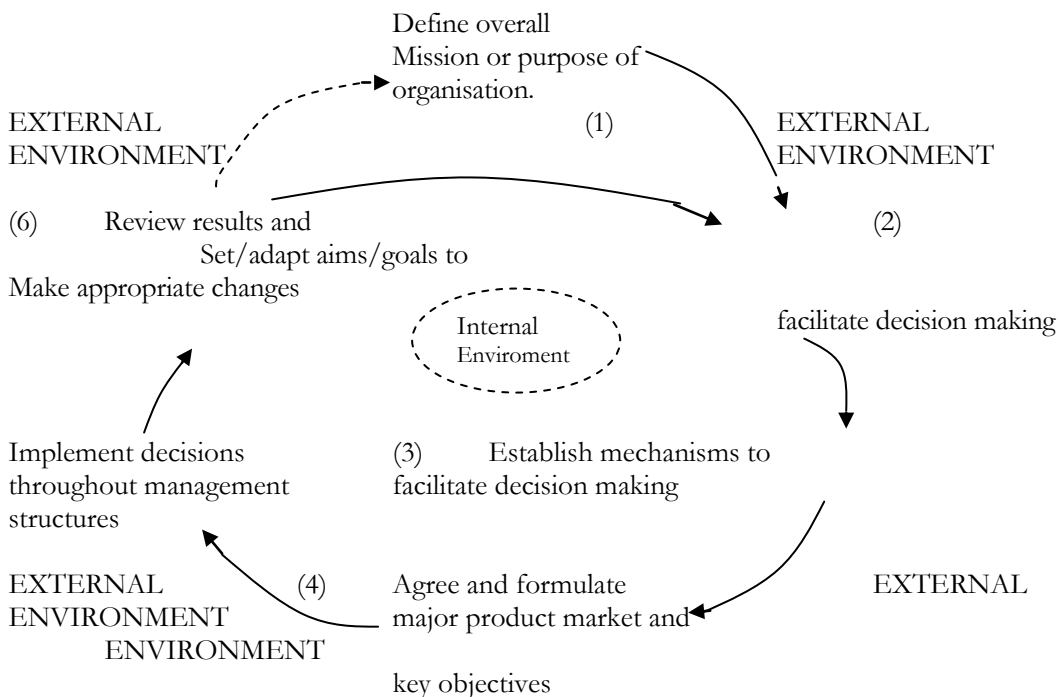 Define overall
Mission or purpose of
organisation.
(1)
EXTERNAL
ENVIRONMENT
EXTERNAL
ENVIRONMENT
(6) Review results and
Set/adapt aims/goals to
Make appropriate changes
(2)
facilitate decision making
Internal
Enviroment
Implement decisions
throughout management
structures
(3) Establish mechanisms to
facilitate decision making
EXTERNAL
ENVIRONMENT
ENVIRONMENT
(4)
Agree and formulate
major product market and
key objectives
EXTERNAL